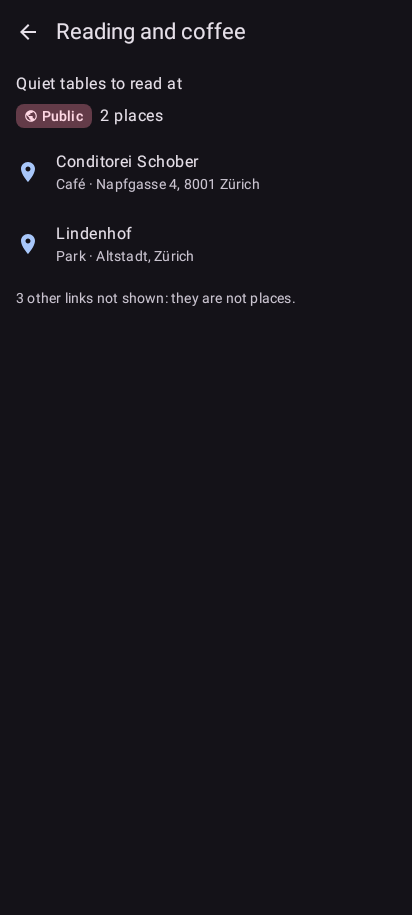 Reading and coffee
Quiet tables to read at
Public 2 places
Conditorei Schober
Café · Napfgasse 4, 8001 Zürich
Lindenhof
Park · Altstadt, Zürich
3 other links not shown: they are not places.